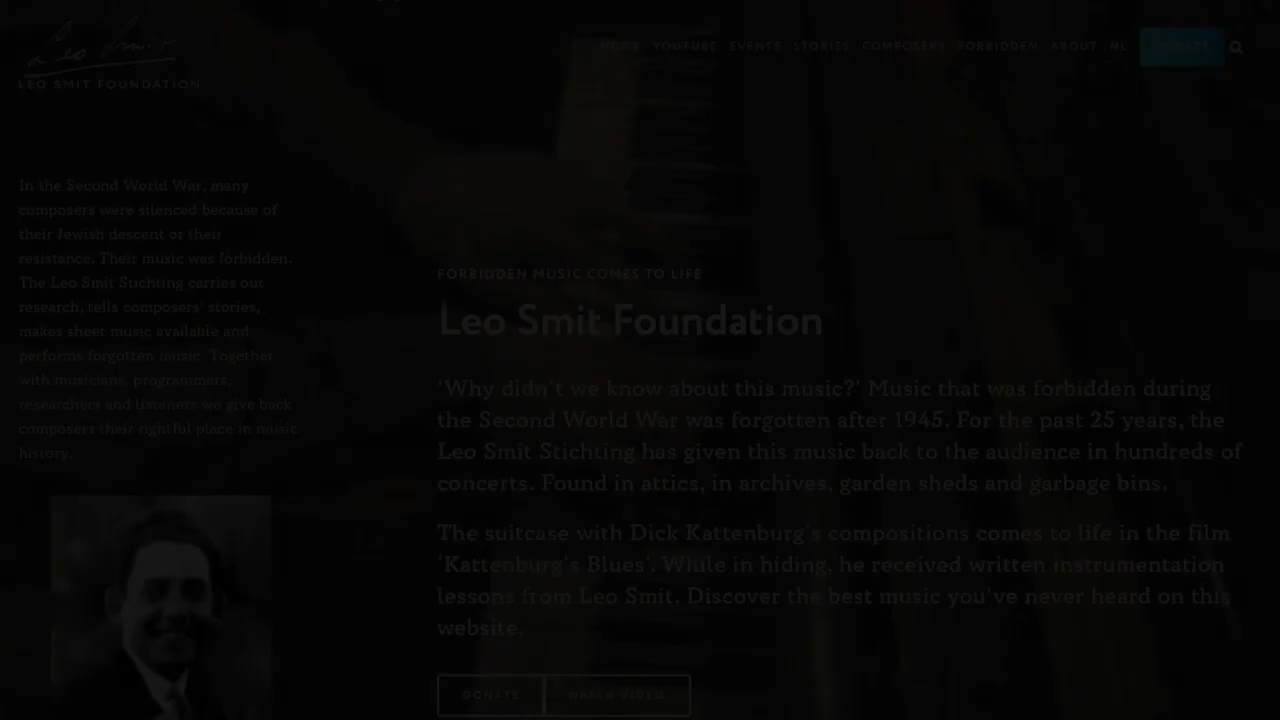 Leo Smit
LEO SMIT FOUNDATION
HOME YOUTUBE EVENTS STORIES COMPOSERS FORBIDDEN ABOUT NL DONATE
In the Second World War, many
composers were silenced because of
their Jewish descent or their
resistance. Their music was forbidden.
The Leo Smit Stichting carries out
research, tells composers' stories,
makes sheet music available and
performs forgotten music. Together
with musicians, programmers,
researchers and listeners we give back
composers their rightful place in music
history.
FORBIDDEN MUSIC COMES TO LIFE
Leo Smit Foundation
'Why didn't we know about this music?' Music that was forbidden during
the Second World War was forgotten after 1945. For the past 25 years, the
Leo Smit Stichting has given this music back to the audience in hundreds of
concerts. Found in attics, in archives, garden sheds and garbage bins.
The suitcase with Dick Kattenburg's compositions comes to life in the film
'Kattenburg's Blues'. While in hiding, he received written instrumentation
lessons from Leo Smit. Discover the best music you've never heard on this
website.
DONATE WATCH VIDEO